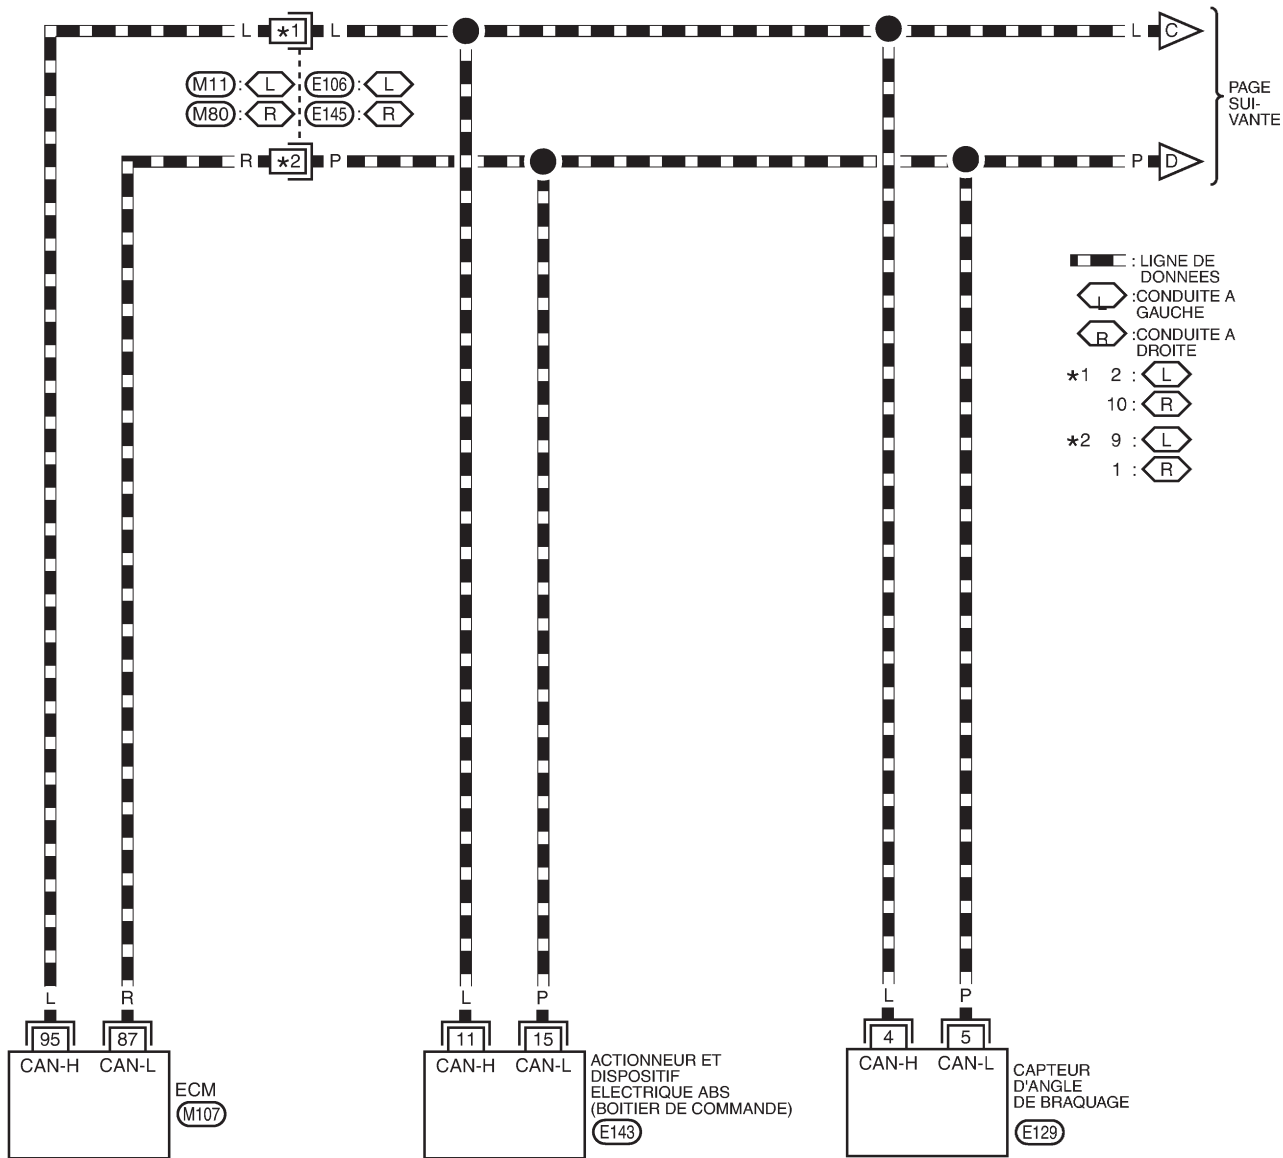 L *1 L L C
M11 : L E106 : L
M80 : R E145 : R
PAGE
SUI-
VANTE
R *2 P P D
: LIGNE DE
DONNEES
L :CONDUITE A
GAUCHE
R :CONDUITE A
DROITE
*1 2 : L
10 : R
*2 9 : L
1 : R
L R L P L P
95 87 11 15 4 5
CAN-H CAN-L
ECM
M107
CAN-H CAN-L
ACTIONNEUR ET
DISPOSITIF
ELECTRIQUE ABS
(BOITIER DE COMMANDE)
E143
CAN-H CAN-L
CAPTEUR
D'ANGLE
DE BRAQUAGE
E129